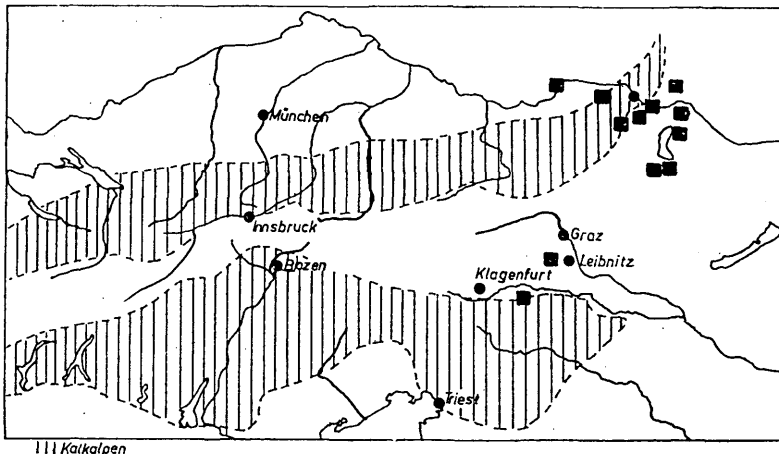 München
Innsbruck
Bozen
Graz
Leibnitz
Klagenfurt
Triest
Kalkalpen